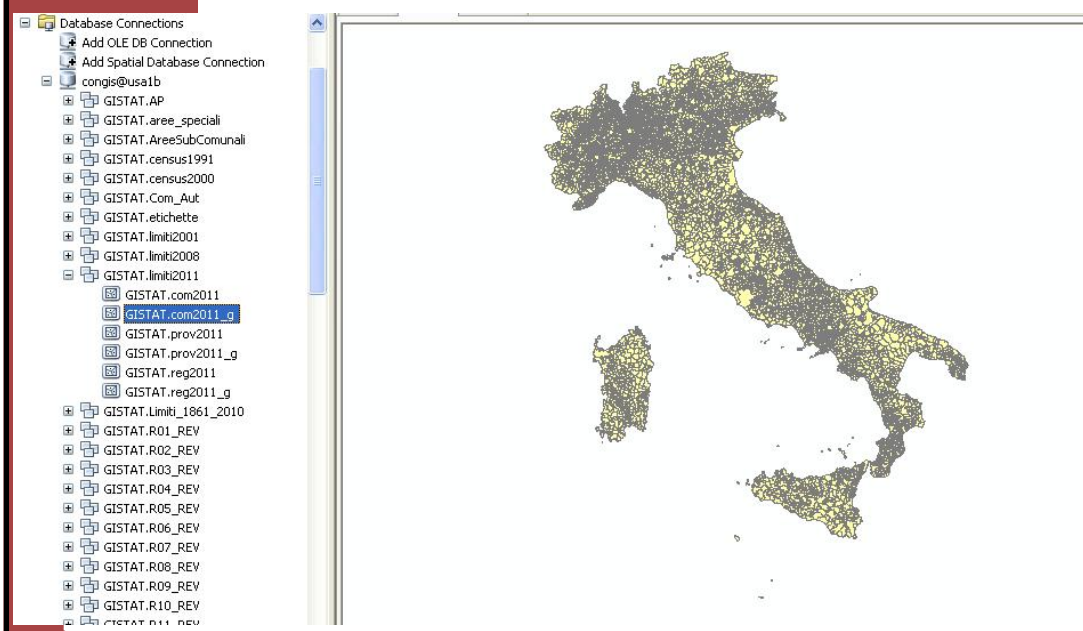 Database Connections
Add OLE DB Connection
Add Spatial Database Connection
congis@usa1b
GISTAT.AP
GISTAT.aree_speciali
GISTAT.AreeSubComunali
GISTAT.census1991
GISTAT.census2000
GISTAT.Com_Aut
GISTAT.etichette
GISTAT.limiti2001
GISTAT.limiti2008
GISTAT.limiti2011
GISTAT.com2011
GISTAT.com2011_g
GISTAT.prov2011
GISTAT.prov2011_g
GISTAT.reg2011
GISTAT.reg2011_g
GISTAT.Limiti_1861_2010
GISTAT.R01_REV
GISTAT.R02_REV
GISTAT.R03_REV
GISTAT.R04_REV
GISTAT.R05_REV
GISTAT.R06_REV
GISTAT.R07_REV
GISTAT.R08_REV
GISTAT.R09_REV
GISTAT.R10_REV
GISTAT.R11_REV